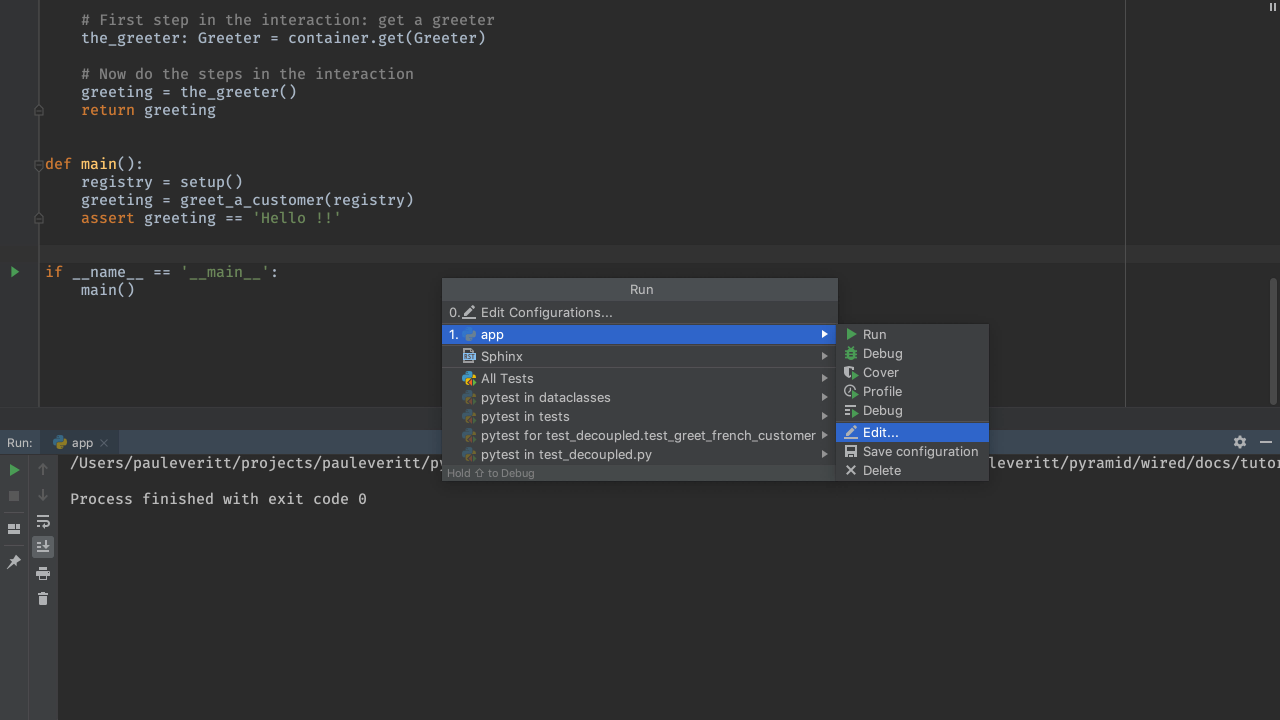 # First step in the interaction: get a greeter
the_greeter: Greeter = container.get(Greeter)
# Now do the steps in the interaction
greeting = the_greeter()
return greeting
def main():
registry = setup()
greeting = greet_a_customer(registry)
assert greeting == 'Hello !!'
if __name__ == '__main__':
main()
Run
0. Edit Configurations...
1. app
Sphinx
All Tests
pytest in dataclasses
pytest in tests
pytest for test_decoupled.test_greet_french_customer
pytest in test_decoupled.py
Hold ⇧ to Debug
Run
Debug
Cover
Profile
Debug
Edit...
Save configuration
Delete
Run: app
/Users/pauleveritt/projects/pauleveritt/py leveritt/pyramid/wired/docs/tutor
Process finished with exit code 0